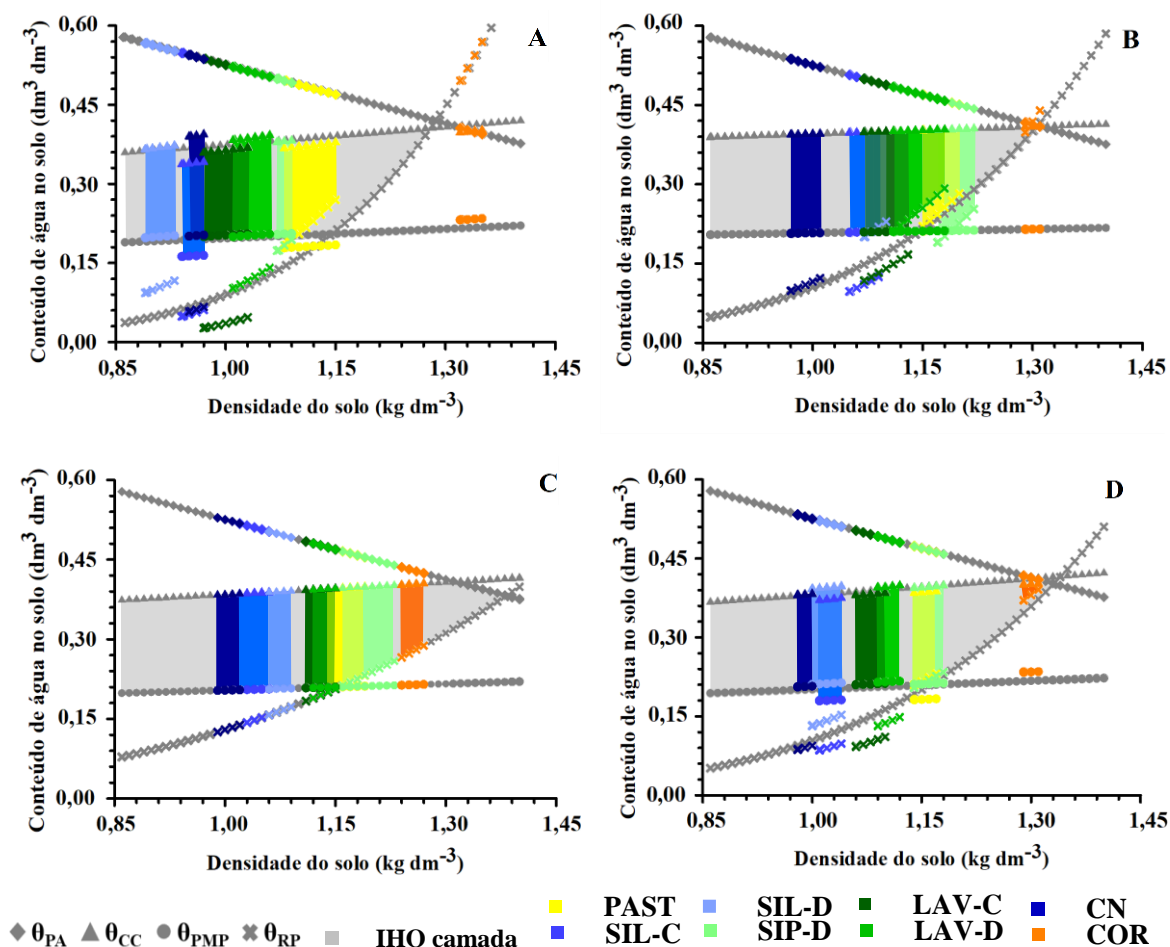 0,60
0,45
0,30
0,15
0,00
Conteúdo de água no solo (dm³ dm⁻³)
A
0,85 1,00 1,15 1,30 1,45
Densidade do solo (kg dm⁻³)
0,60
0,45
0,30
0,15
0,00
Conteúdo de água no solo (dm³ dm⁻³)
B
0,85 1,00 1,15 1,30 1,45
Densidade do solo (kg dm⁻³)
0,60
0,45
0,30
0,15
0,00
Conteúdo de água no solo (dm³ dm⁻³)
C
0,85 1,00 1,15 1,30 1,45
Densidade do solo (kg dm⁻³)
0,60
0,45
0,30
0,15
0,00
Conteúdo de água no solo (dm³ dm⁻³)
D
0,85 1,00 1,15 1,30 1,45
Densidade do solo (kg dm⁻³)
PAST SIL-D LAV-C CN
θPA θCC θPMP θRP IHO camada SIL-C SIP-D LAV-D COR